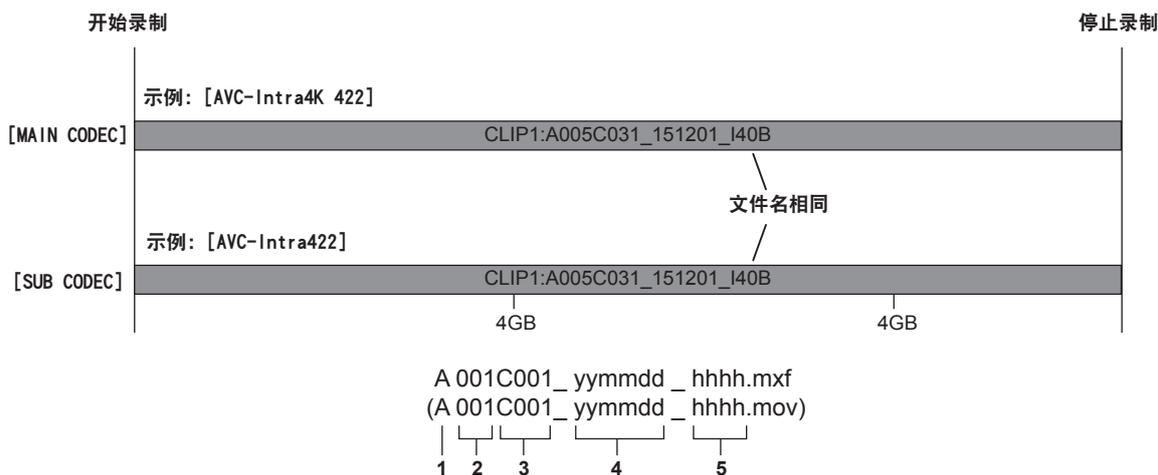 开始录制
停止录制
示例: [AVC-Intra4K 422]
[MAIN CODEC]
CLIP1:A005C031_151201_I40B
文件名相同
示例: [AVC-Intra422]
[SUB CODEC]
CLIP1:A005C031_151201_I40B
4GB
4GB
A 001C001_ yymmdd _ hhhh.mxf
(A 001C001_ yymmdd _ hhhh.mov)
1 2 3 4 5